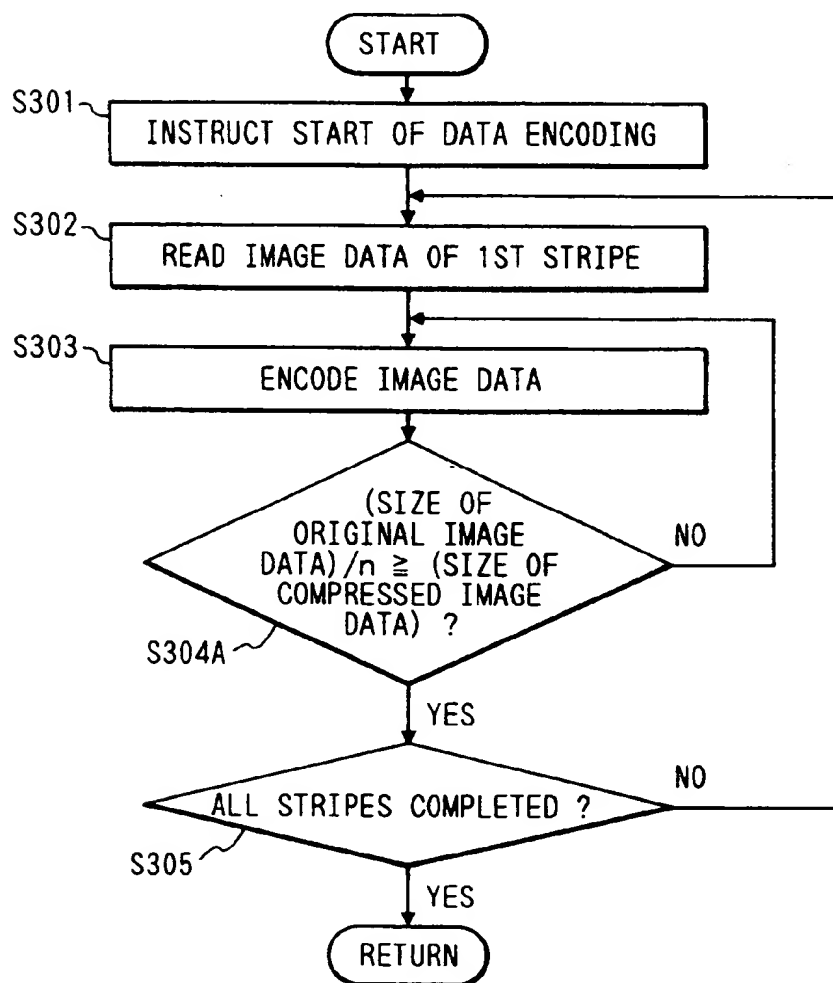 START
S301
INSTRUCT START OF DATA ENCODING
S302
READ IMAGE DATA OF 1ST STRIPE
S303
ENCODE IMAGE DATA
(SIZE OF
ORIGINAL IMAGE
DATA)/n ≧ (SIZE OF
COMPRESSED IMAGE
DATA) ?
NO
S304A
YES
ALL STRIPES COMPLETED ?
NO
S305
YES
RETURN